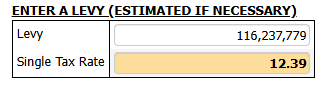 ENTER A LEVY (ESTIMATED IF NECESSARY)
Levy 116,237,779
Single Tax Rate 12.39